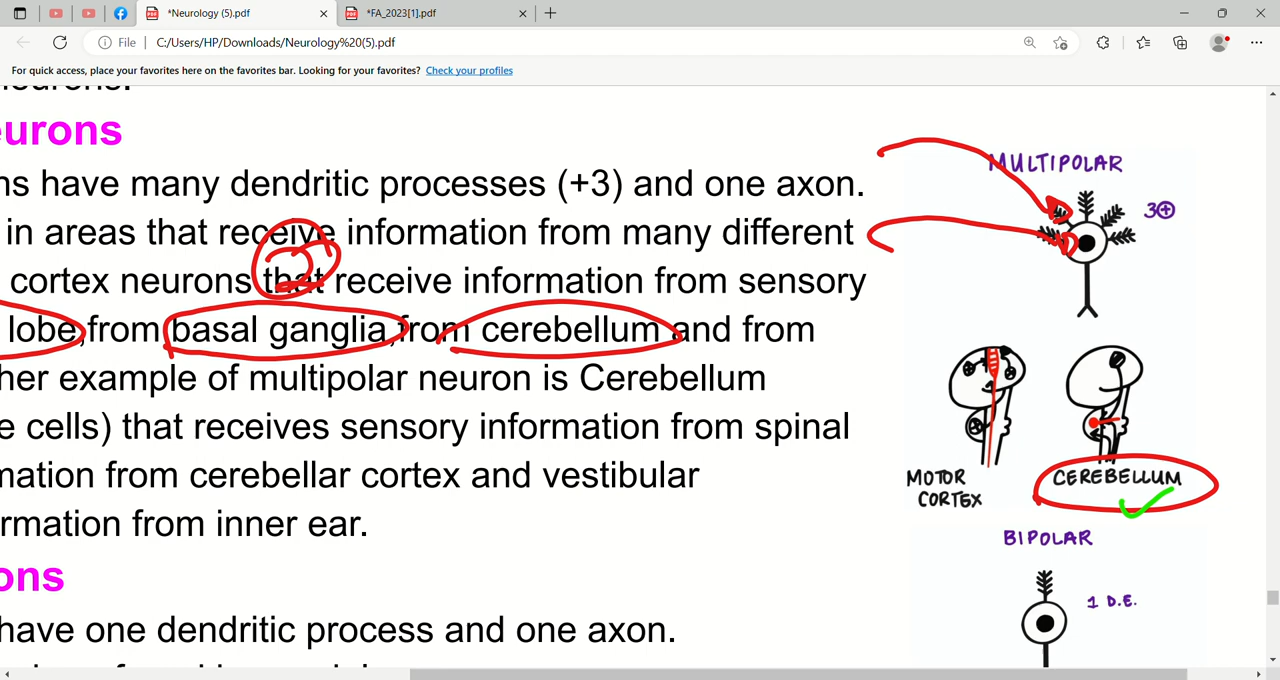 *Neurology (5).pdf
*FA_2023[1].pdf
File
C:/Users/HP/Downloads/Neurology%20(5).pdf
For quick access, place your favorites here on the favorites bar. Looking for your favorites? Check your profiles
neurons.
eurons
ns have many dendritic processes (+3) and one axon.
in areas that receive information from many different
cortex neurons that receive information from sensory
lobe,from basal ganglia,from cerebellum and from
her example of multipolar neuron is Cerebellum
e cells) that receives sensory information from spinal
mation from cerebellar cortex and vestibular
rmation from inner ear.
ons
have one dendritic process and one axon.
MULTIPOLAR
3+
MOTOR
CORTEX
CEREBELLUM
BIPOLAR
1 D.E.